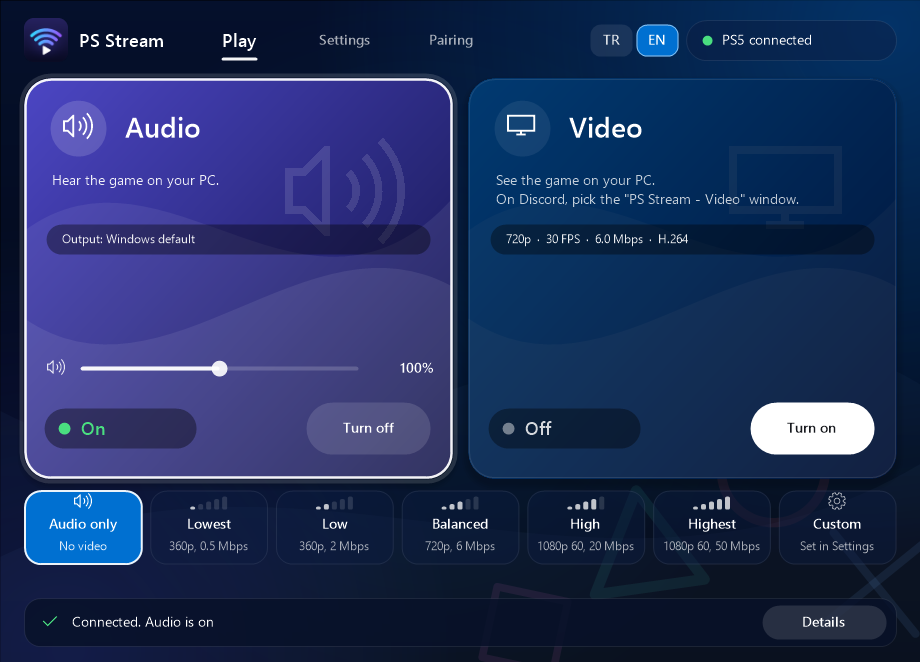 PS Stream
Play
Settings
Pairing
TR
EN
PS5 connected
Audio
Hear the game on your PC.
Output: Windows default
100%
On
Turn off
Video
See the game on your PC.
On Discord, pick the "PS Stream - Video" window.
720p · 30 FPS · 6.0 Mbps · H.264
Off
Turn on
Audio only
No video
Lowest
360p, 0.5 Mbps
Low
360p, 2 Mbps
Balanced
720p, 6 Mbps
High
1080p 60, 20 Mbps
Highest
1080p 60, 50 Mbps
Custom
Set in Settings
Connected. Audio is on
Details